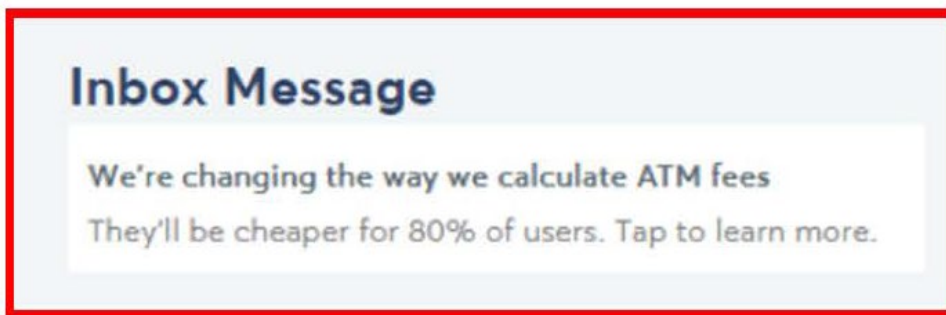 Inbox Message
We're changing the way we calculate ATM fees
They'll be cheaper for 80% of users. Tap to learn more.